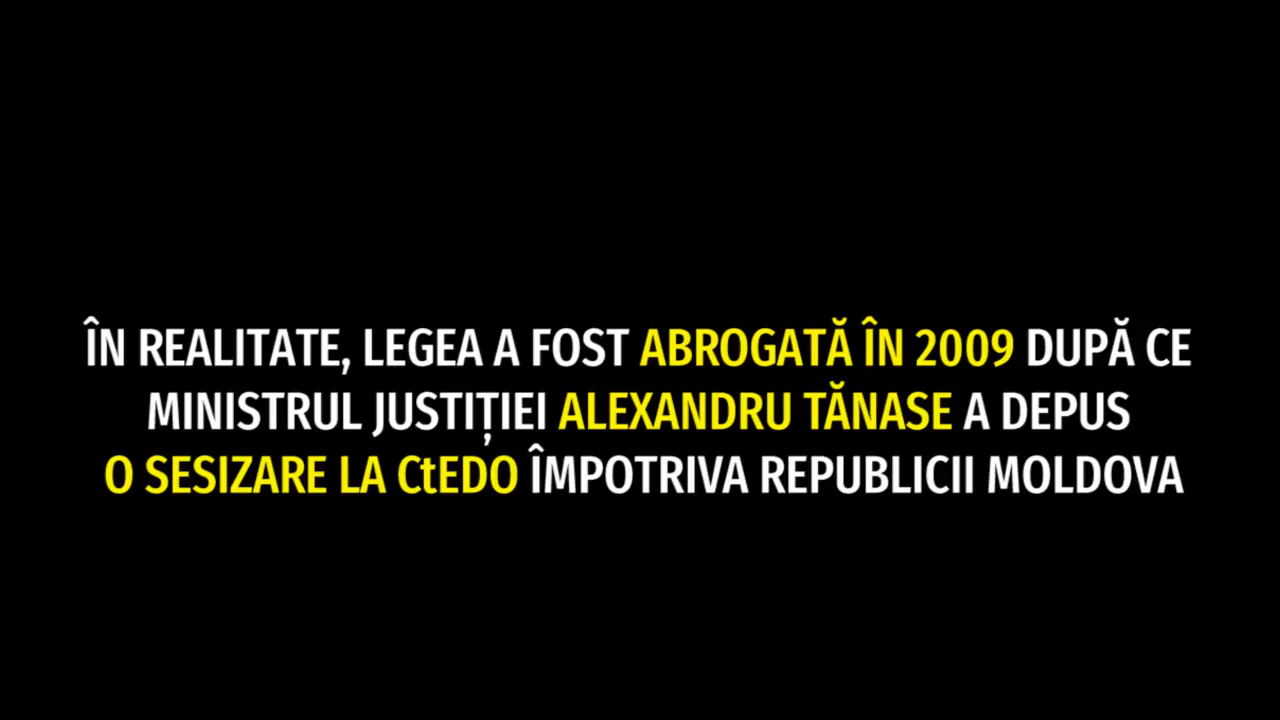 ÎN REALITATE, LEGEA A FOST ABROGATĂ ÎN 2009 DUPĂ CE
MINISTRUL JUSTIȚIEI ALEXANDRU TĂNASE A DEPUS
O SESIZARE LA CtEDO ÎMPOTRIVA REPUBLICII MOLDOVA